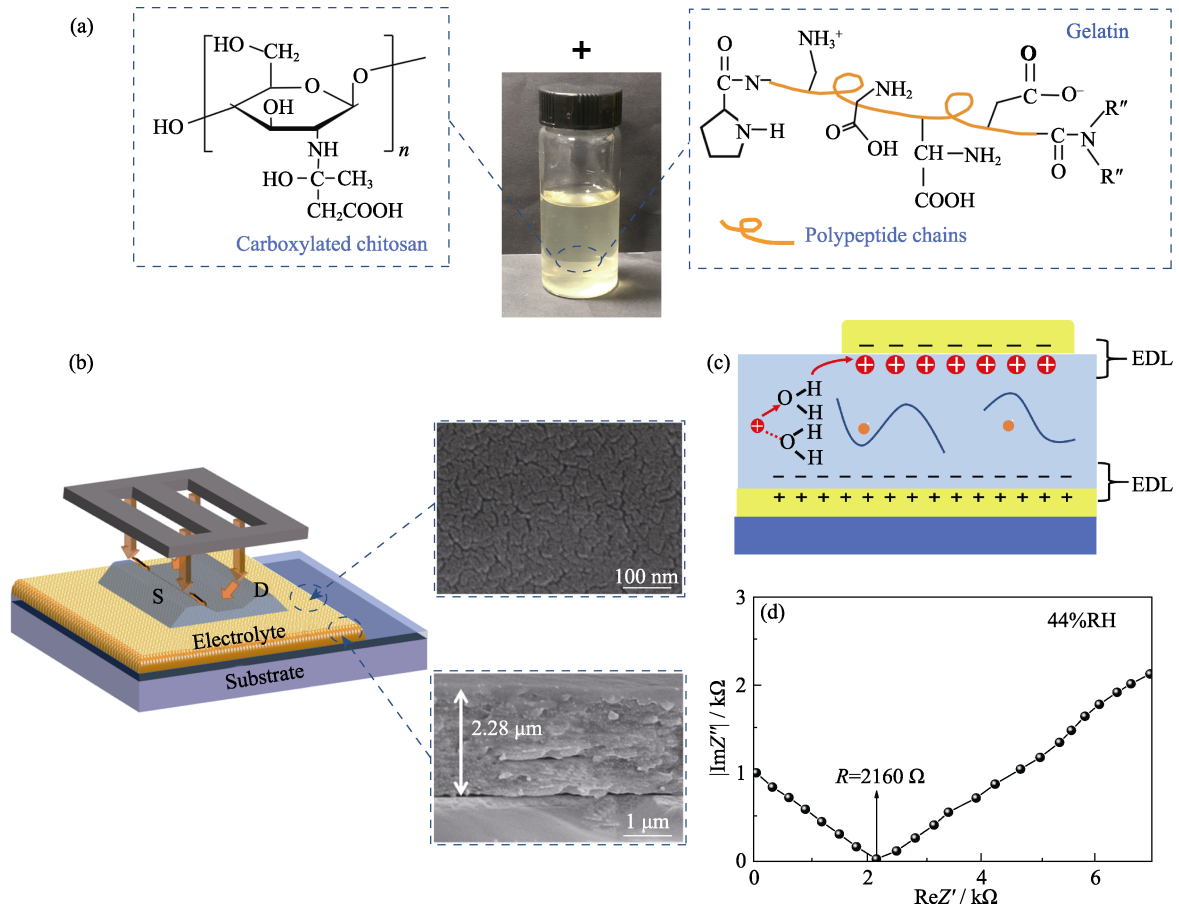 (a)
HO
CH2
O
O
OH
HO
n
NH
HO
C
CH3
CH2COOH
Carboxylated chitosan
+
Gelatin
NH3+
O
C
N
N
H
NH2
O
OH
O
C
O−
CH
NH2
COOH
C
N
O
R″
R″
Polypeptide chains
(b)
S
D
Electrolyte
Substrate
100 nm
2.28 μm
1 μm
(c)
EDL
H
O
H
H
O
H
EDL
(d)
44%RH
R=2160 Ω
|ImZ″| / kΩ
3
2
1
0
0
2
4
6
ReZ′ / kΩ